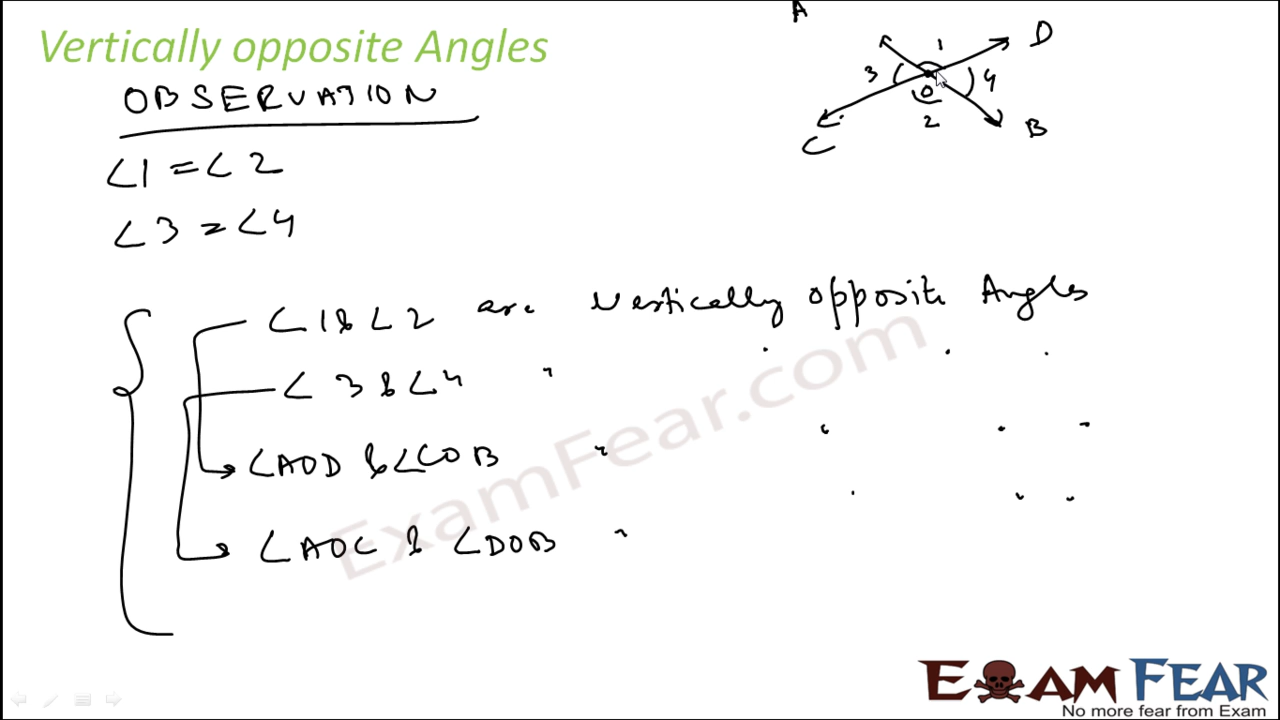 Vertically opposite Angles
OBSERVATION
∠1 = ∠2
∠3 = ∠4
∠1 & ∠2 are Vertically opposite Angles
∠3 & ∠4 "
∠AOD & ∠COB "
∠AOC & ∠DOB "
A
1
D
3
4
O
2
B
C
ExamFear.com
EXAM FEAR
No more fear from Exam